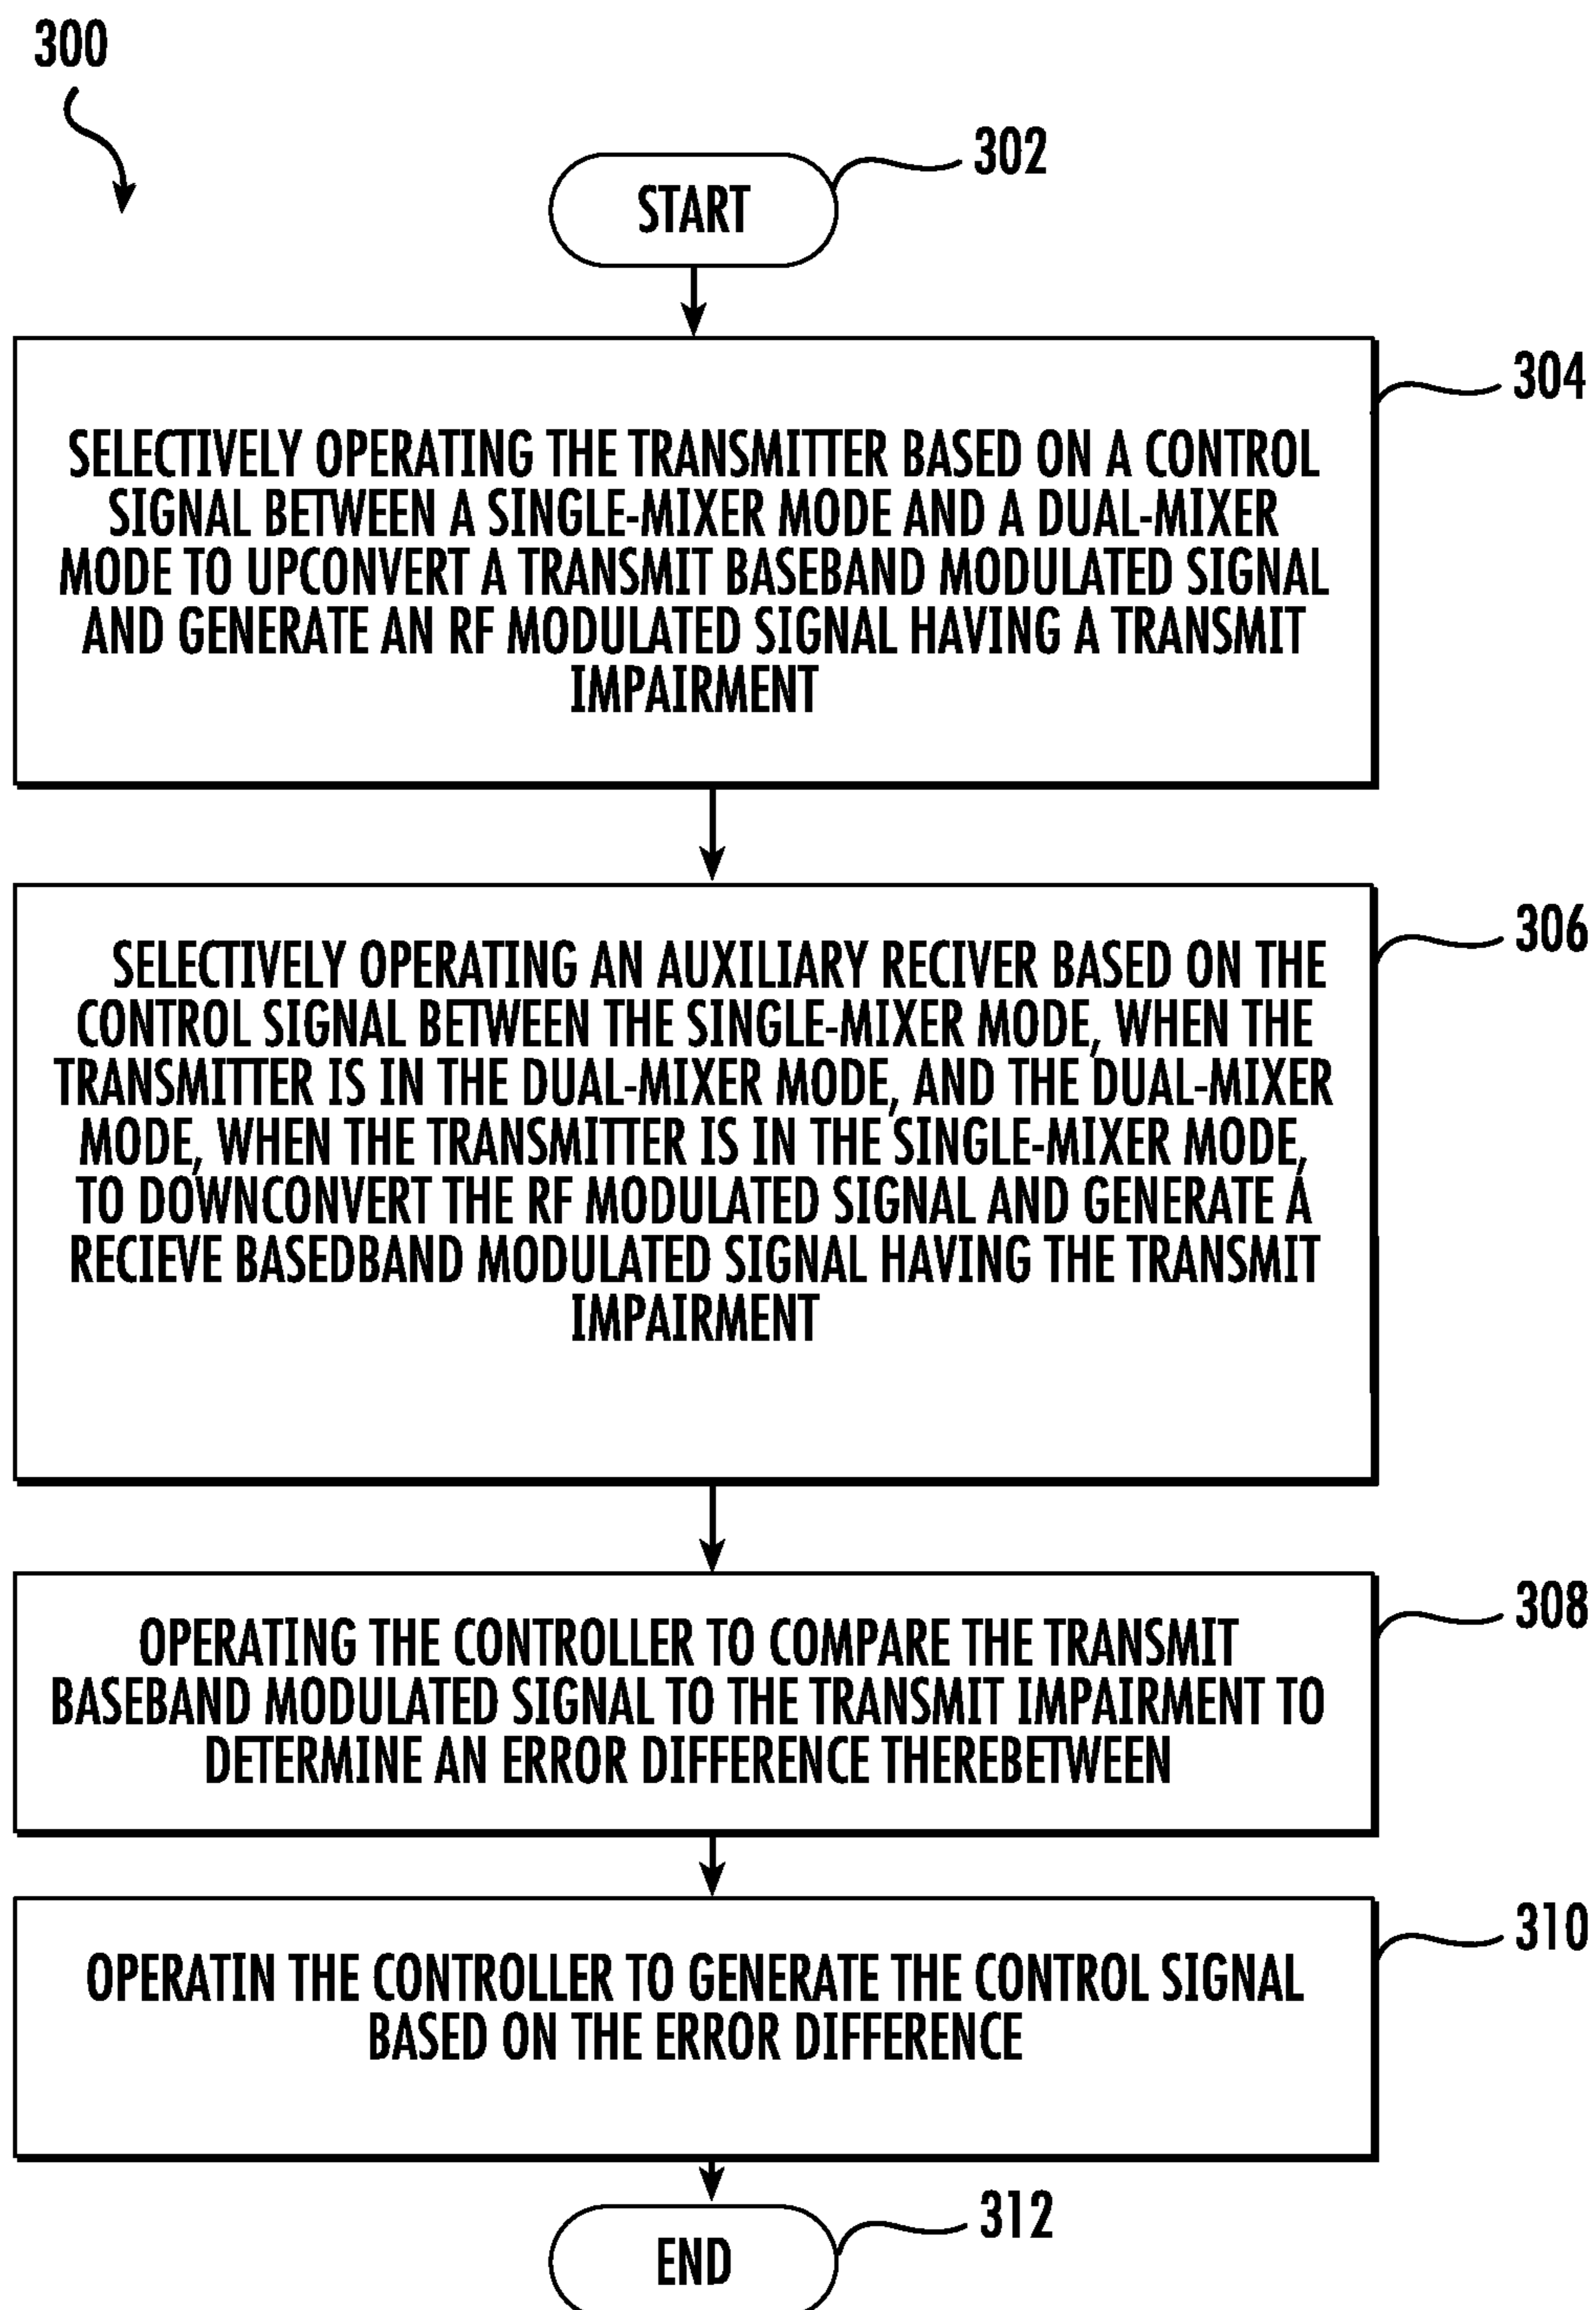 300
302
START
304
SELECTIVELY OPERATING THE TRANSMITTER BASED ON A CONTROL
SIGNAL BETWEEN A SINGLE-MIXER MODE AND A DUAL-MIXER
MODE TO UPCONVERT A TRANSMIT BASEBAND MODULATED SIGNAL
AND GENERATE AN RF MODULATED SIGNAL HAVING A TRANSMIT
IMPAIRMENT
306
SELECTIVELY OPERATING AN AUXILIARY RECIVER BASED ON THE
CONTROL SIGNAL BETWEEN THE SINGLE-MIXER MODE, WHEN THE
TRANSMITTER IS IN THE DUAL-MIXER MODE, AND THE DUAL-MIXER
MODE, WHEN THE TRANSMITTER IS IN THE SINGLE-MIXER MODE,
TO DOWNCONVERT THE RF MODULATED SIGNAL AND GENERATE A
RECIEVE BASEDBAND MODULATED SIGNAL HAVING THE TRANSMIT
IMPAIRMENT
308
OPERATING THE CONTROLLER TO COMPARE THE TRANSMIT
BASEBAND MODULATED SIGNAL TO THE TRANSMIT IMPAIRMENT TO
DETERMINE AN ERROR DIFFERENCE THEREBETWEEN
310
OPERATIN THE CONTROLLER TO GENERATE THE CONTROL SIGNAL
BASED ON THE ERROR DIFFERENCE
312
END